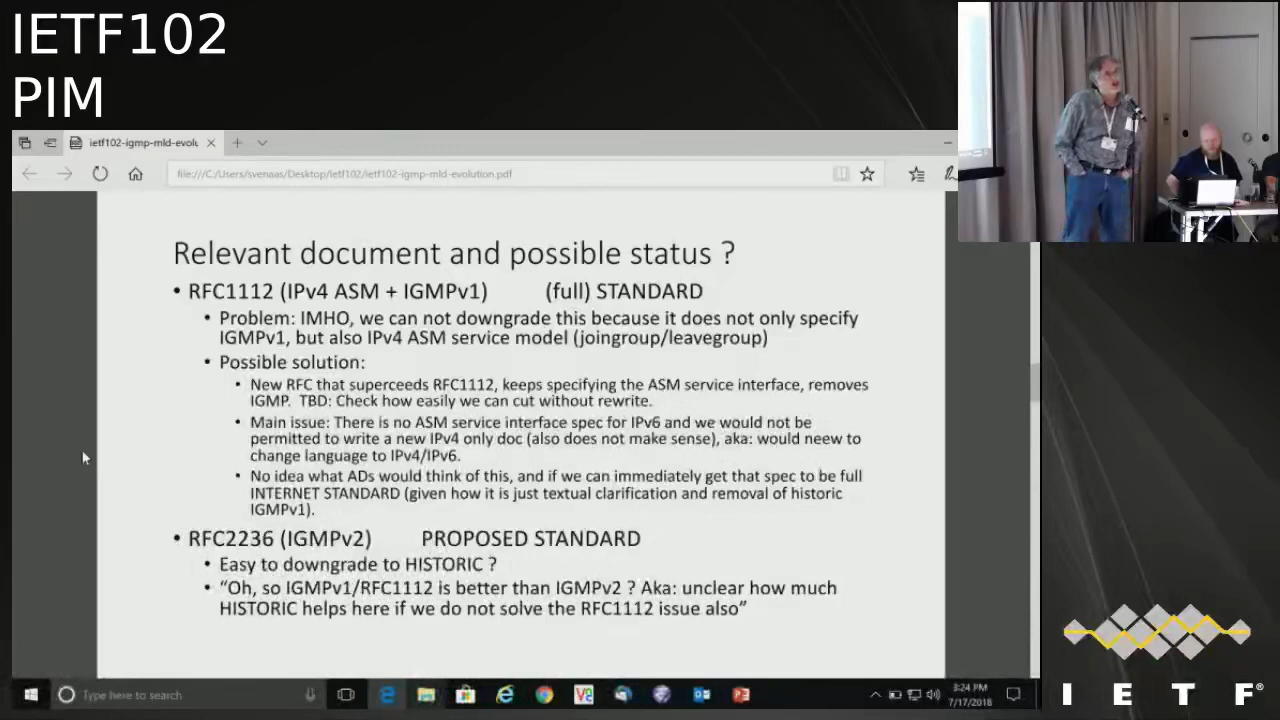 IETF102
PIM
ietf102-igmp-mld-evolu
file:///C:/Users/svenaas/Desktop/ietf102/ietf102-igmp-mld-evolution.pdf
Relevant document and possible status ?
• RFC1112 (IPv4 ASM + IGMPv1) (full) STANDARD
• Problem: IMHO, we can not downgrade this because it does not only specify
IGMPv1, but also IPv4 ASM service model (joingroup/leavegroup)
• Possible solution:
• New RFC that superceeds RFC1112, keeps specifying the ASM service interface, removes
IGMP. TBD: Check how easily we can cut without rewrite.
• Main issue: There is no ASM service interface spec for IPv6 and we would not be
permitted to write a new IPv4 only doc (also does not make sense), aka: would neew to
change language to IPv4/IPv6.
• No idea what ADs would think of this, and if we can immediately get that spec to be full
INTERNET STANDARD (given how it is just textual clarification and removal of historic
IGMPv1).
• RFC2236 (IGMPv2) PROPOSED STANDARD
• Easy to downgrade to HISTORIC ?
• “Oh, so IGMPv1/RFC1112 is better than IGMPv2 ? Aka: unclear how much
HISTORIC helps here if we do not solve the RFC1112 issue also”
Type here to search
3:24 PM
7/17/2018
I E T F®